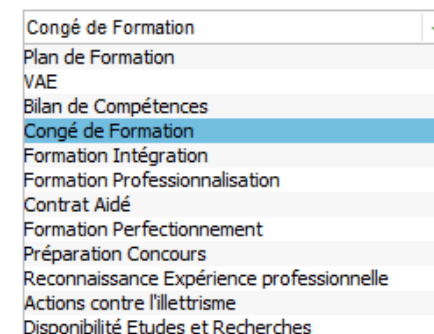 Congé de Formation
Plan de Formation
VAE
Bilan de Compétences
Congé de Formation
Formation Intégration
Formation Professionnalisation
Contrat Aidé
Formation Perfectionnement
Préparation Concours
Reconnaissance Expérience professionnelle
Actions contre l'illettrisme
Disponibilité Etudes et Recherches